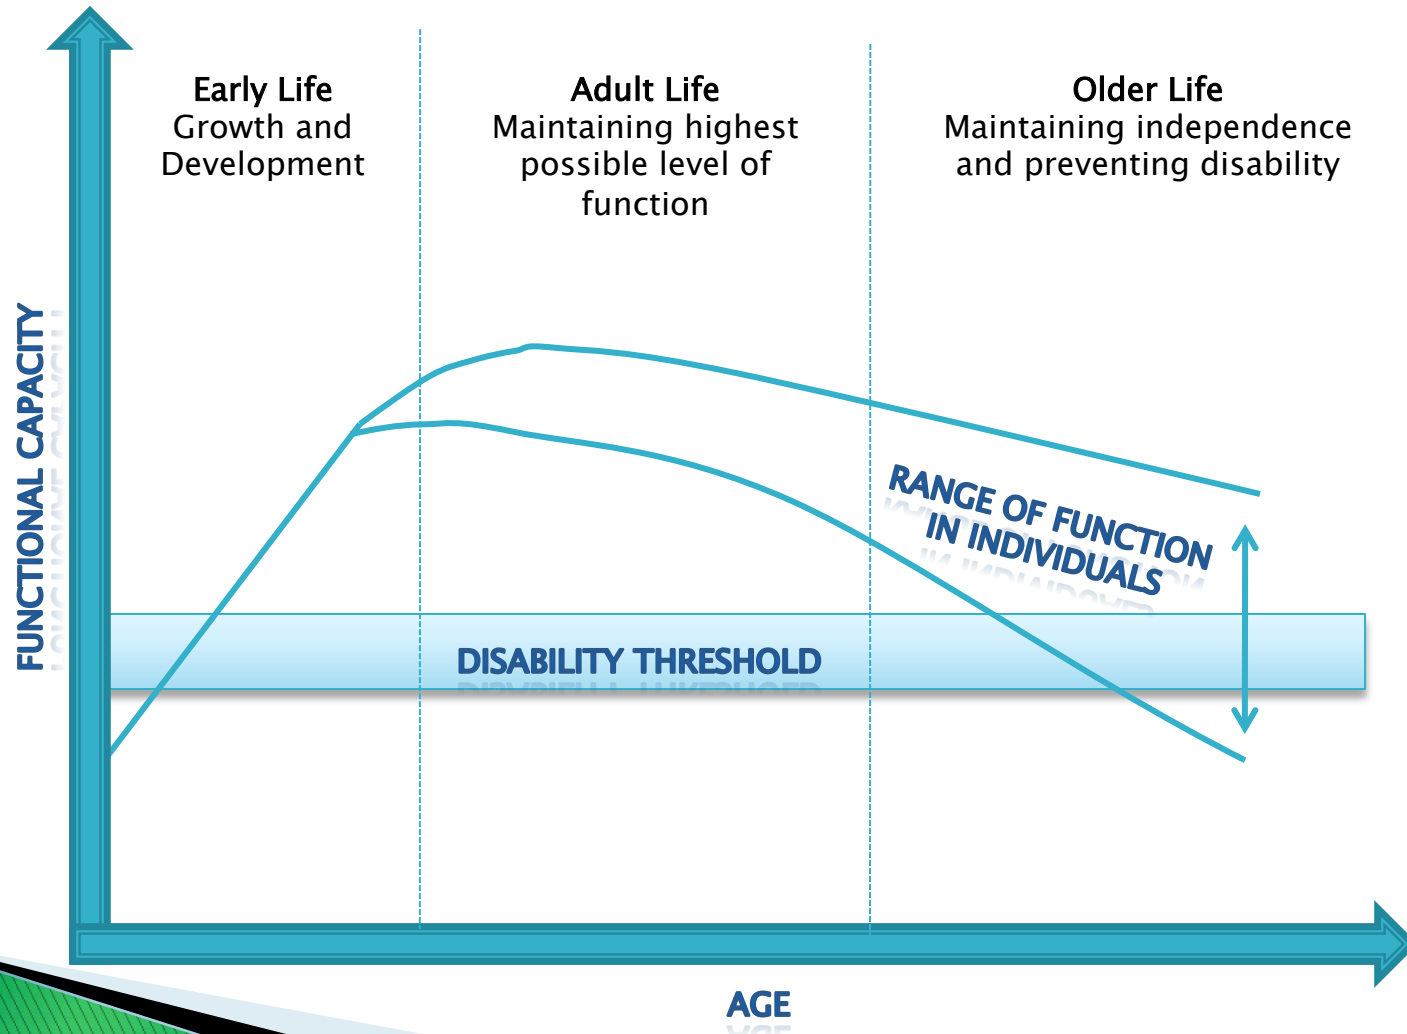 Early Life
Growth and
Development
Adult Life
Maintaining highest
possible level of
function
Older Life
Maintaining independence
and preventing disability
FUNCTIONAL CAPACITY
RANGE OF FUNCTION
IN INDIVIDUALS
DISABILITY THRESHOLD
AGE